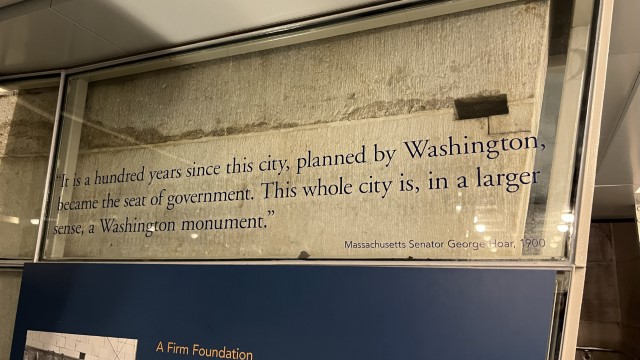 "It is a hundred years since this city, planned by Washington,
became the seat of government. This whole city is, in a larger
sense, a Washington monument."
Massachusetts Senator George Hoar, 1900
A Firm Foundation